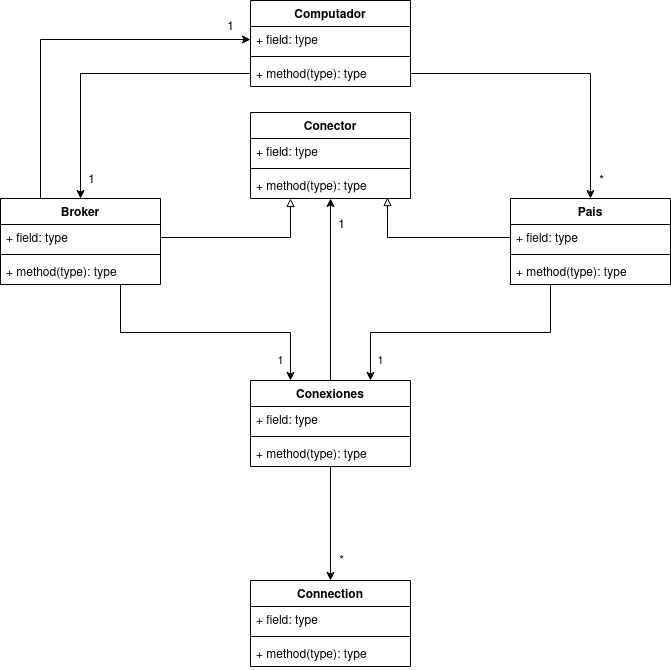 Computador
+ field: type
+ method(type): type
1
Conector
+ field: type
+ method(type): type
1
*
Broker
+ field: type
+ method(type): type
1
Pais
+ field: type
+ method(type): type
1
1
Conexiones
+ field: type
+ method(type): type
*
Connection
+ field: type
+ method(type): type